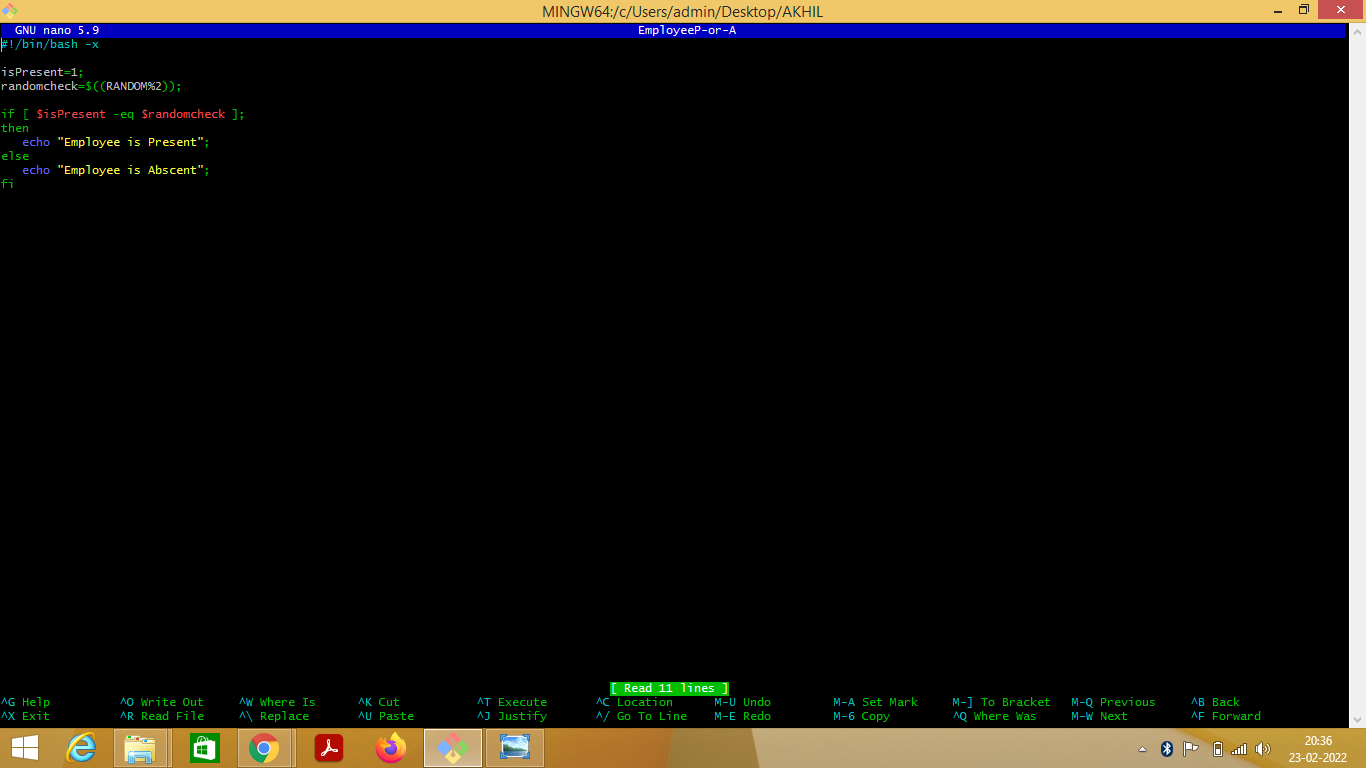 MINGW64:/c/Users/admin/Desktop/AKHIL
GNU nano 5.9 EmployeeP-or-A
#!/bin/bash -x
isPresent=1;
randomcheck=$((RANDOM%2));
if [ $isPresent -eq $randomcheck ];
then
echo "Employee is Present";
else
echo "Employee is Abscent";
fi
[ Read 11 lines ]
^G Help ^O Write Out ^W Where Is ^K Cut ^T Execute ^C Location M-U Undo M-A Set Mark M-] To Bracket M-Q Previous ^B Back
^X Exit ^R Read File ^\ Replace ^U Paste ^J Justify ^/ Go To Line M-E Redo M-6 Copy ^Q Where Was M-W Next ^F Forward
20:36
23-02-2022